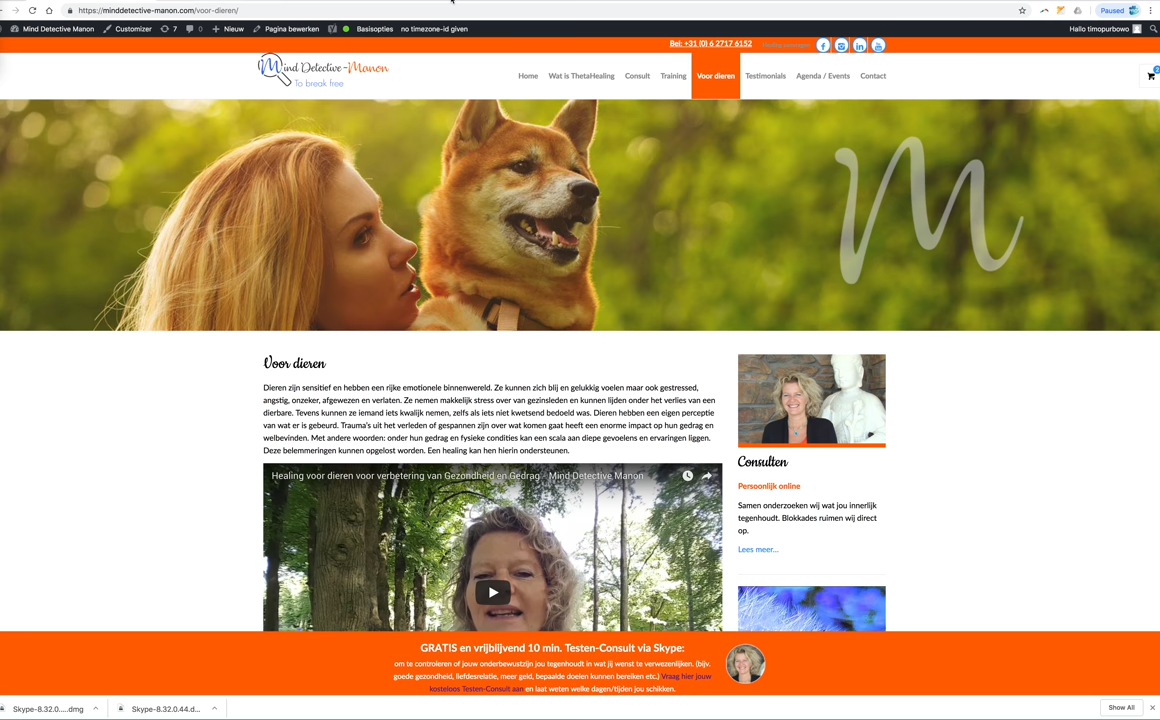 https://minddetective-manon.com/voor-dieren/
Paused
Mind Detective Manon Customizer 7 0 Nieuw Pagina bewerken Basisopties no timezone-id given Hallo timopurbowo
Bel: +31 (0) 6 2717 6152
Mind Detective-Manon
To break free
Home Wat is ThetaHealing Consult Training Voor dieren Testimonials Agenda / Events Contact
M
Voor dieren
Dieren zijn sensitief en hebben een rijke emotionele binnenwereld. Ze kunnen zich blij en gelukkig voelen maar ook gestressed,
angstig, onzeker, afgewezen en verlaten. Ze nemen makkelijk stress over van gezinsleden en kunnen lijden onder het verlies van een
dierbare. Tevens kunnen ze iemand iets kwalijk nemen, zelfs als iets niet kwetsend bedoeld was. Dieren hebben een eigen perceptie
van wat er is gebeurd. Trauma's uit het verleden of gespannen zijn over wat komen gaat heeft een enorme impact op hun gedrag en
welbevinden. Met andere woorden: onder hun gedrag en fysieke condities kan een scala aan diepe gevoelens en ervaringen liggen.
Deze belemmeringen kunnen opgelost worden. Een healing kan hen hierin ondersteunen.
Healing voor dieren voor verbetering van Gezondheid en Gedrag - Mind Detective Manon
Consulten
Persoonlijk online
Samen onderzoeken wij wat jou innerlijk
tegenhoudt. Blokkades ruimen wij direct
op.
Lees meer...
GRATIS en vrijblijvend 10 min. Testen-Consult via Skype:
om te controleren of jouw onderbewustzijn jou tegenhoudt in wat jij wenst te verwezenlijken. (bijv.
goede gezondheid, liefdesrelatie, meer geld, bepaalde doelen kunnen bereiken etc.) Vraag hier jouw
kosteloos Testen-Consult aan en laat weten welke dagen/tijden jou schikken.
Skype-8.32.0.....dmg Skype-8.32.0.44.d... Show All